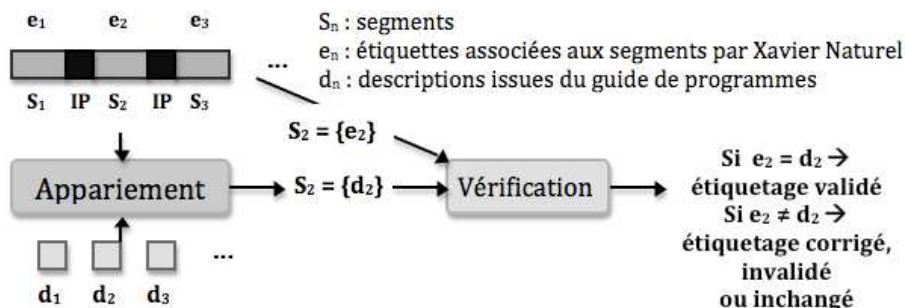 e₁ e₂ e₃
Sₙ : segments
eₙ : étiquettes associées aux segments par Xavier Naturel
dₙ : descriptions issues du guide de programmes
...
S₁ IP S₂ IP S₃
S₂ = {e₂}
Appariement
S₂ = {d₂}
Vérification
Si e₂ = d₂ →
étiquetage validé
Si e₂ ≠ d₂ →
étiquetage corrigé,
invalidé
ou inchangé
...
d₁ d₂ d₃